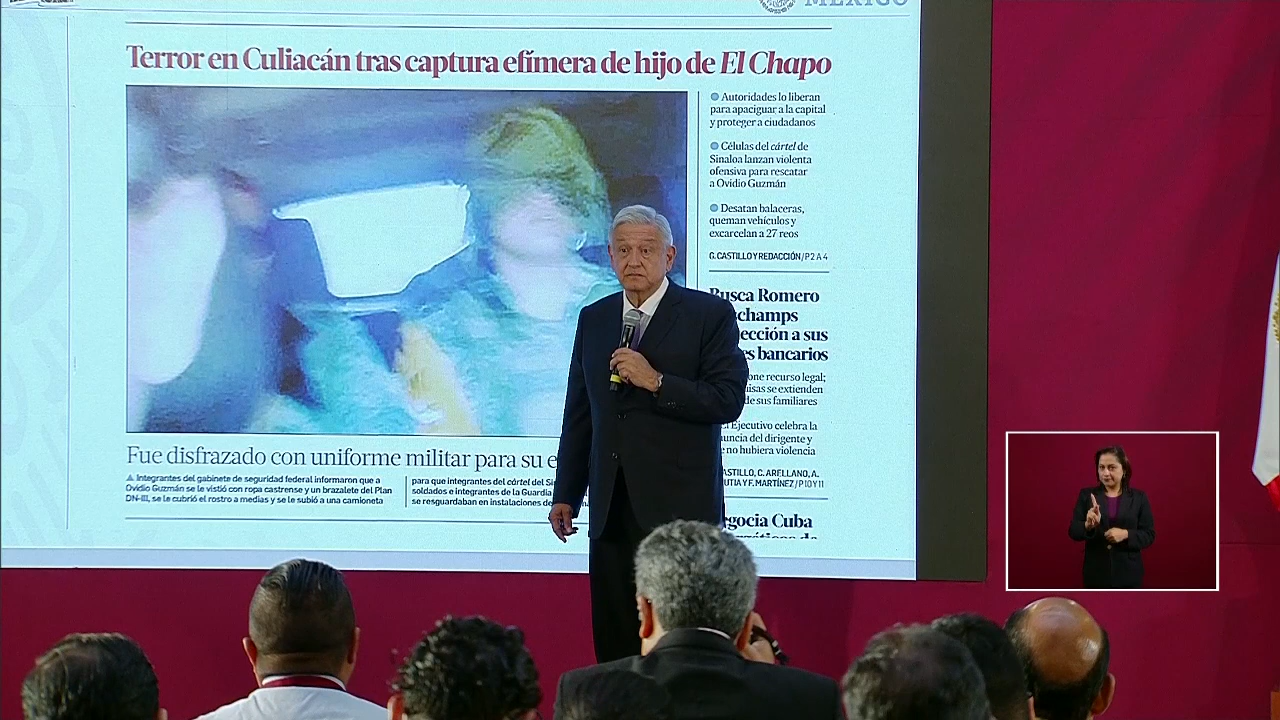 MÉXICO
Terror en Culiacán tras captura efímera de hijo de El Chapo
Autoridades lo liberan
para apaciguar a la capital
y proteger a ciudadanos
Células del cártel de
Sinaloa lanzan violenta
ofensiva para rescatar
a Ovidio Guzmán
Desatan balaceras,
queman vehículos y
excarcelan a 27 reos
G. CASTILLO Y REDACCIÓN / P 2 A 4
Busca Romero
schamps
ección a sus
bancarios
one recurso legal;
isas se extienden
de sus familiares
Ejecutivo celebra la
uncia del dirigente y
no hubiera violencia
ASTILLO, C. ARELLANO, A.
UTIA Y F. MARTÍNEZ / P 10 Y 11
egocia Cuba
Fue disfrazado con uniforme militar para su e
Integrantes del gabinete de seguridad federal informaron que a
Ovidio Guzmán se le vistió con ropa castrense y un brazalete del Plan
DN-III, se le cubrió el rostro a medias y se le subió a una camioneta
para que integrantes del cártel del Si
soldados e integrantes de la Guardia
se resguardaban en instalaciones d